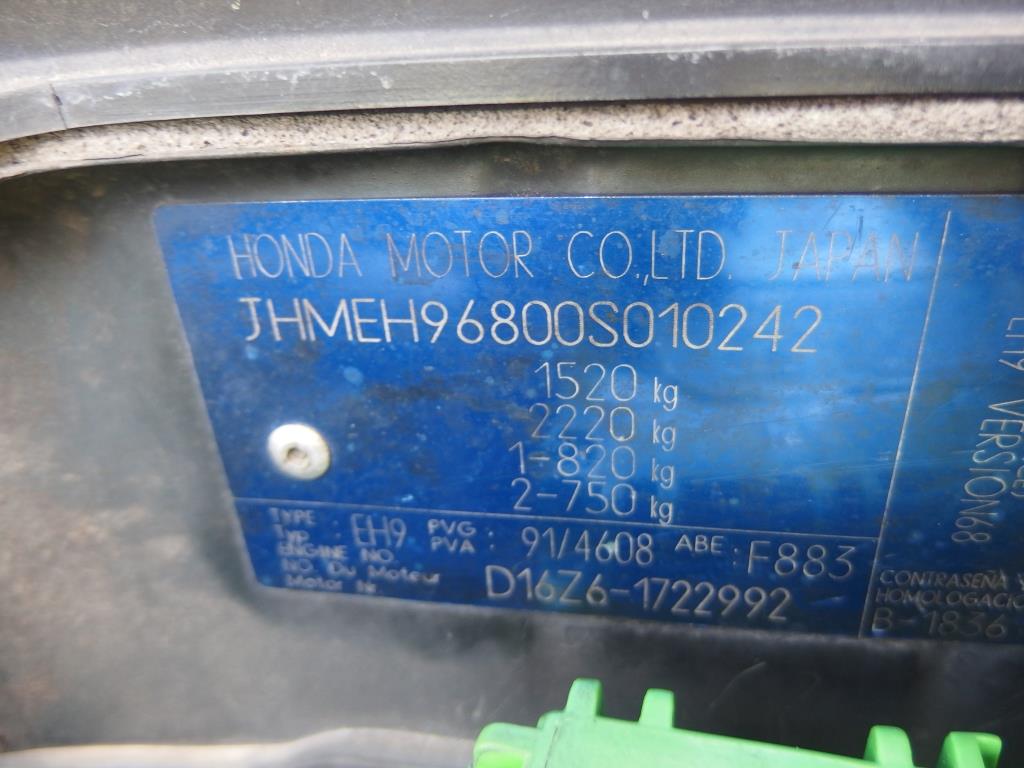 HONDA MOTOR CO.,LTD. JAPAN
JHMEH96800S010242
1520 kg
2220 kg
1-820 kg
2-750 kg
TYPE
TYP : EH9 PVG
PVA : 91/4608 ABE : F883
ENGINE NO.
NO. Du Moteur
Motor Nr. D16Z6-1722992
EH9 VERSION68
CONTRASEÑA
HOMOLOGACIO
B-1836